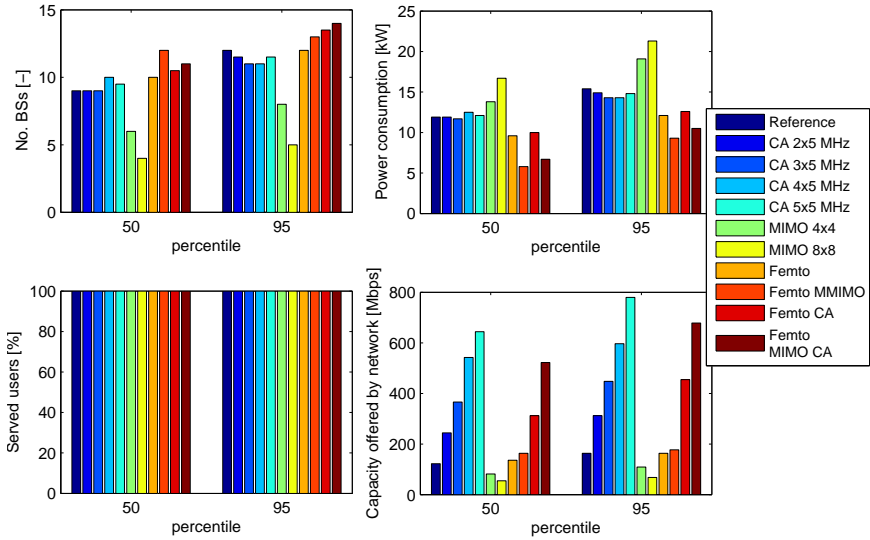 15
10
5
0
No. BSs [−]
50
95
percentile
25
20
15
10
5
0
Power consumption [kW]
50
95
percentile
Reference
CA 2x5 MHz
CA 3x5 MHz
CA 4x5 MHz
CA 5x5 MHz
MIMO 4x4
MIMO 8x8
Femto
Femto MMIMO
Femto CA
Femto
MIMO CA
100
80
60
40
20
0
Served users [%]
50
95
percentile
800
600
400
200
0
Capacity offered by network [Mbps]
50
95
percentile